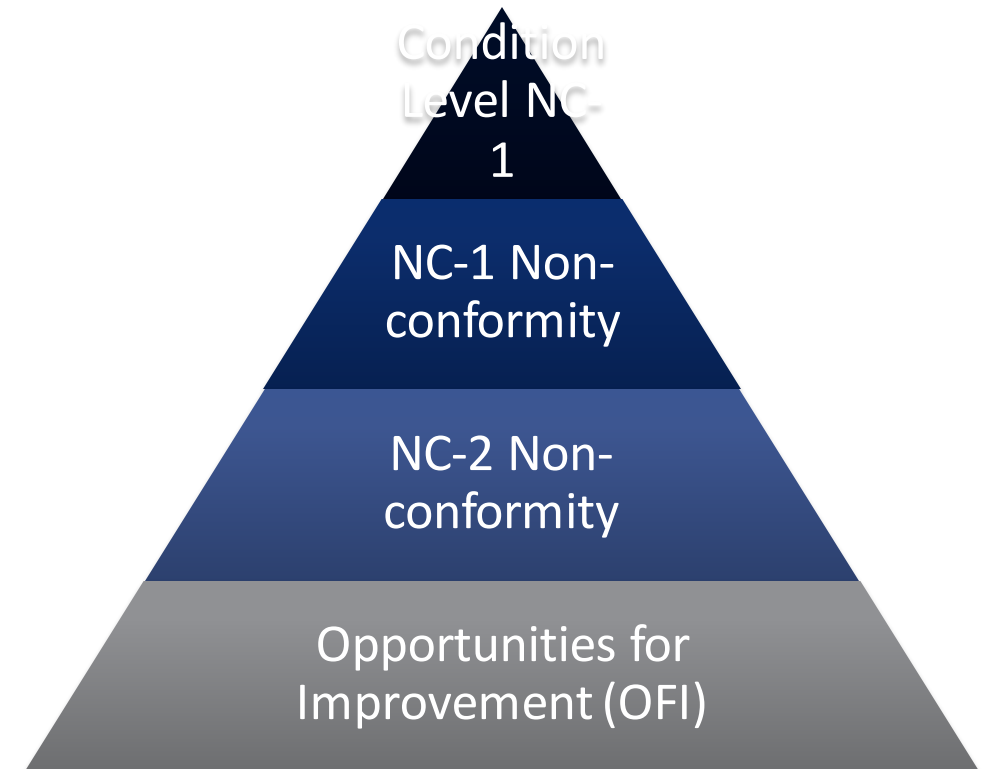 Condition
Level NC-
1
NC-1 Non-
conformity
NC-2 Non-
conformity
Opportunities for
Improvement (OFI)